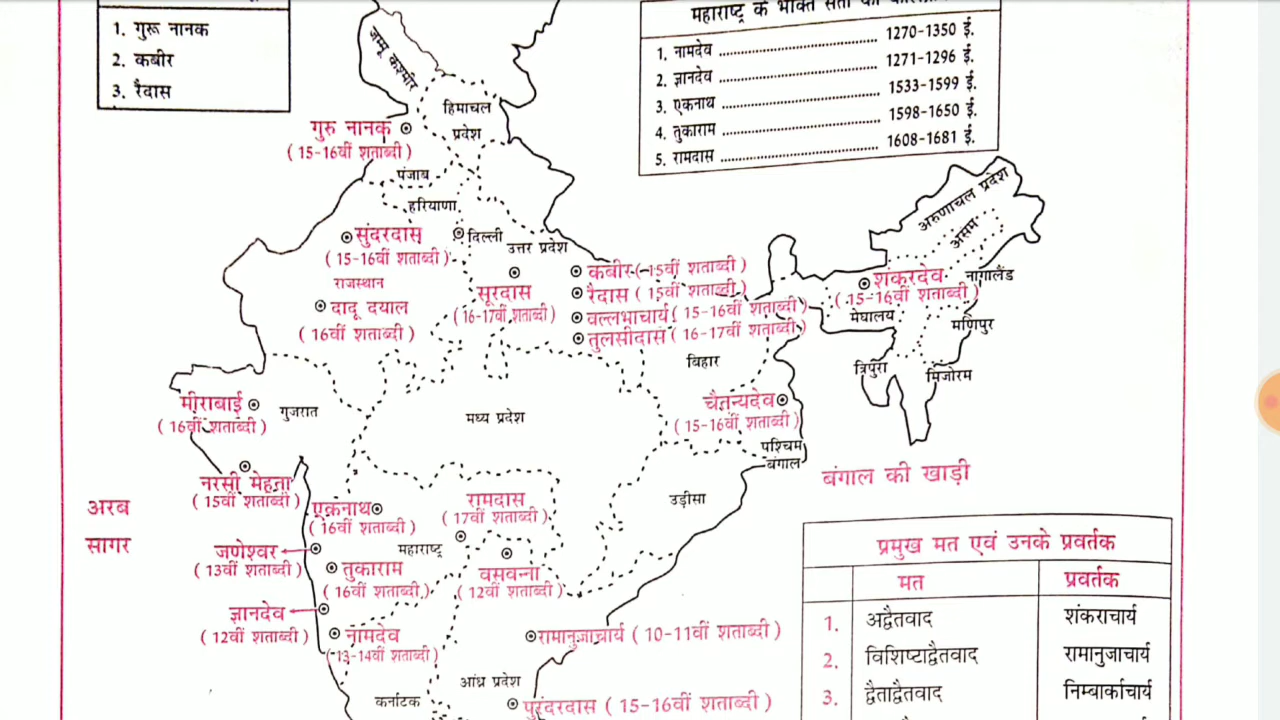 1. गुरू नानक
2. कबीर
3. रैदास
महाराष्ट्र के भक्ति संतों का
1. नामदेव ........................ 1270-1350 ई.
2. ज्ञानदेव ........................ 1271-1296 ई.
3. एकनाथ ........................ 1533-1599 ई.
4. तुकाराम ........................ 1598-1650 ई.
5. रामदास ........................ 1608-1681 ई.
जम्मू कश्मीर
हिमाचल
प्रदेश
गुरु नानक
(15-16वीं शताब्दी)
पंजाब
हरियाणा
अरुणाचल प्रदेश
असम
सुंदरदास
(15-16वीं शताब्दी)
दिल्ली
उत्तर प्रदेश
राजस्थान
दादू दयाल
(16वीं शताब्दी)
सूरदास
(16-17वीं शताब्दी)
कबीर (15वीं शताब्दी)
रैदास (15वीं शताब्दी)
वल्लभाचार्य (15-16वीं शताब्दी)
तुलसीदास (16-17वीं शताब्दी)
बिहार
शंकरदेव
(15-16वीं शताब्दी)
नागालैंड
मेघालय
मणिपुर
त्रिपुरा
मिजोरम
मीराबाई
(16वीं शताब्दी)
गुजरात
मध्य प्रदेश
चैतन्यदेव
(15-16वीं शताब्दी)
पश्चिम
बंगाल
बंगाल की खाड़ी
नरसी मेहता
(15वीं शताब्दी)
अरब
सागर
एकनाथ
(16वीं शताब्दी)
रामदास
(17वीं शताब्दी)
उड़ीसा
जणेश्वर
(13वीं शताब्दी)
महाराष्ट्र
तुकाराम
(16वीं शताब्दी)
बसवन्ना
(12वीं शताब्दी)
ज्ञानदेव
(12वीं शताब्दी)
नामदेव
(13-14वीं शताब्दी)
रामानुजाचार्य (10-11वीं शताब्दी)
आंध्र प्रदेश
कर्नाटक
पुरंदरदास (15-16वीं शताब्दी)
प्रमुख मत एवं उनके प्रवर्तक
मत प्रवर्तक
1. अद्वैतवाद शंकराचार्य
2. विशिष्टाद्वैतवाद रामानुजाचार्य
3. द्वैताद्वैतवाद निम्बार्काचार्य